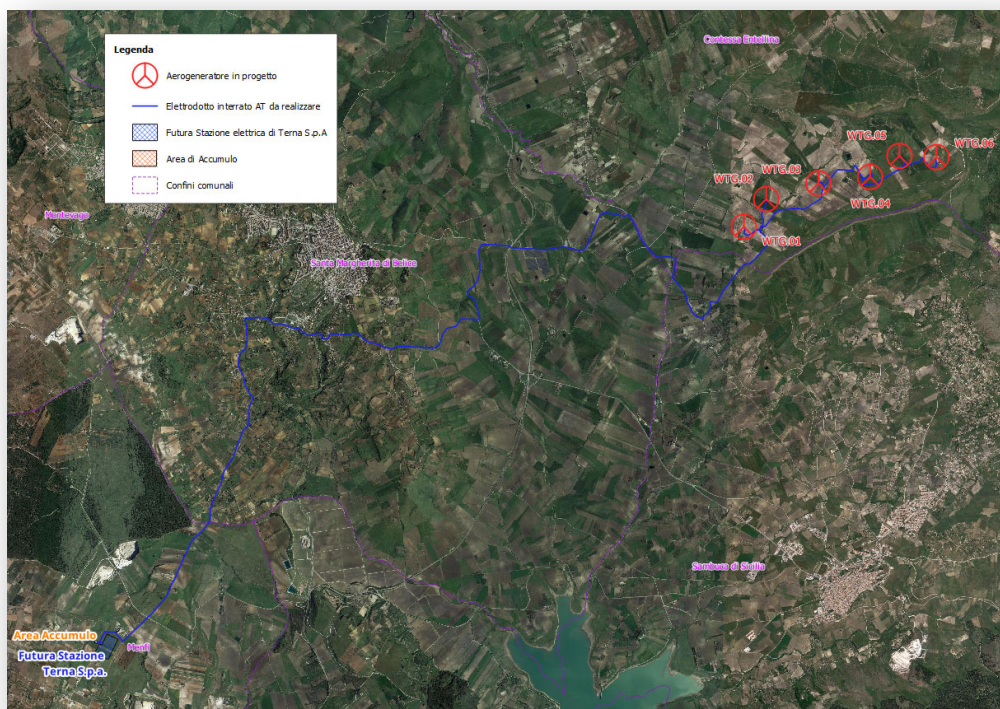 Legenda
Aerogeneratore in progetto
Elettrodotto interrato AT da realizzare
Futura Stazione elettrica di Terna S.p.A
Area di Accumulo
Confini comunali
Contessa Entellina
WTG.05
WTG.06
WTG.03
WTG.02
WTG.04
WTG.01
Montevago
Santa Margherita di Belice
Sambuca di Sicilia
Area Accumulo
Menfi
Futura Stazione
Terna S.p.a.